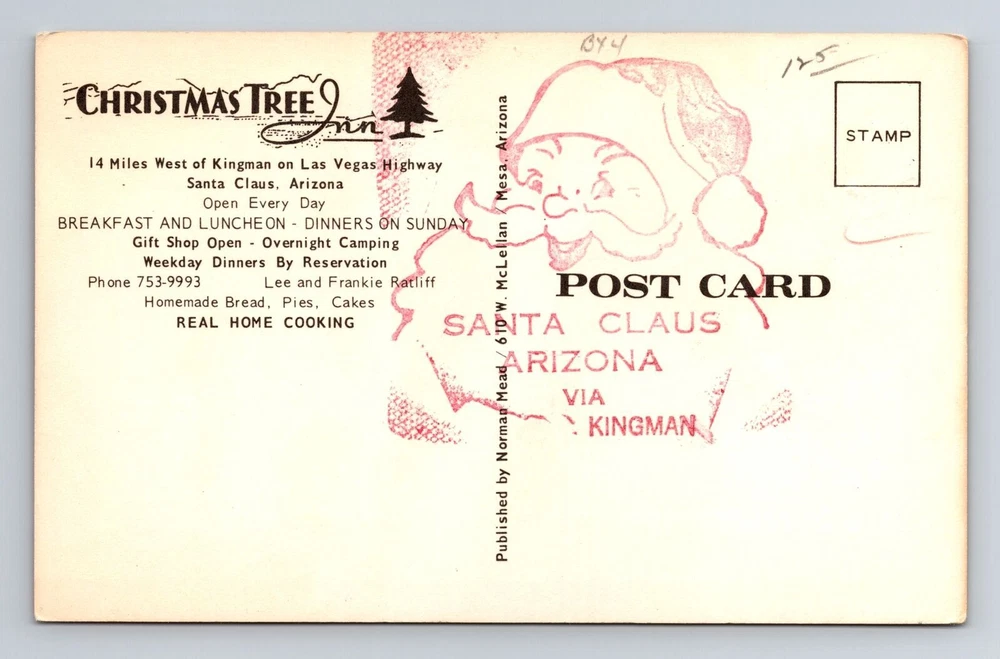 CHRISTMAS TREE Inn
14 Miles West of Kingman on Las Vegas Highway
Santa Claus, Arizona
Open Every Day
BREAKFAST AND LUNCHEON - DINNERS ON SUNDAY
Gift Shop Open - Overnight Camping
Weekday Dinners By Reservation
Phone 753-9993 Lee and Frankie Ratliff
Homemade Bread, Pies, Cakes
REAL HOME COOKING
Published by Norman Mead / 610 W. McLellan / Mesa, Arizona
BX4
125
STAMP
POST CARD
SANTA CLAUS
ARIZONA
VIA
KINGMAN